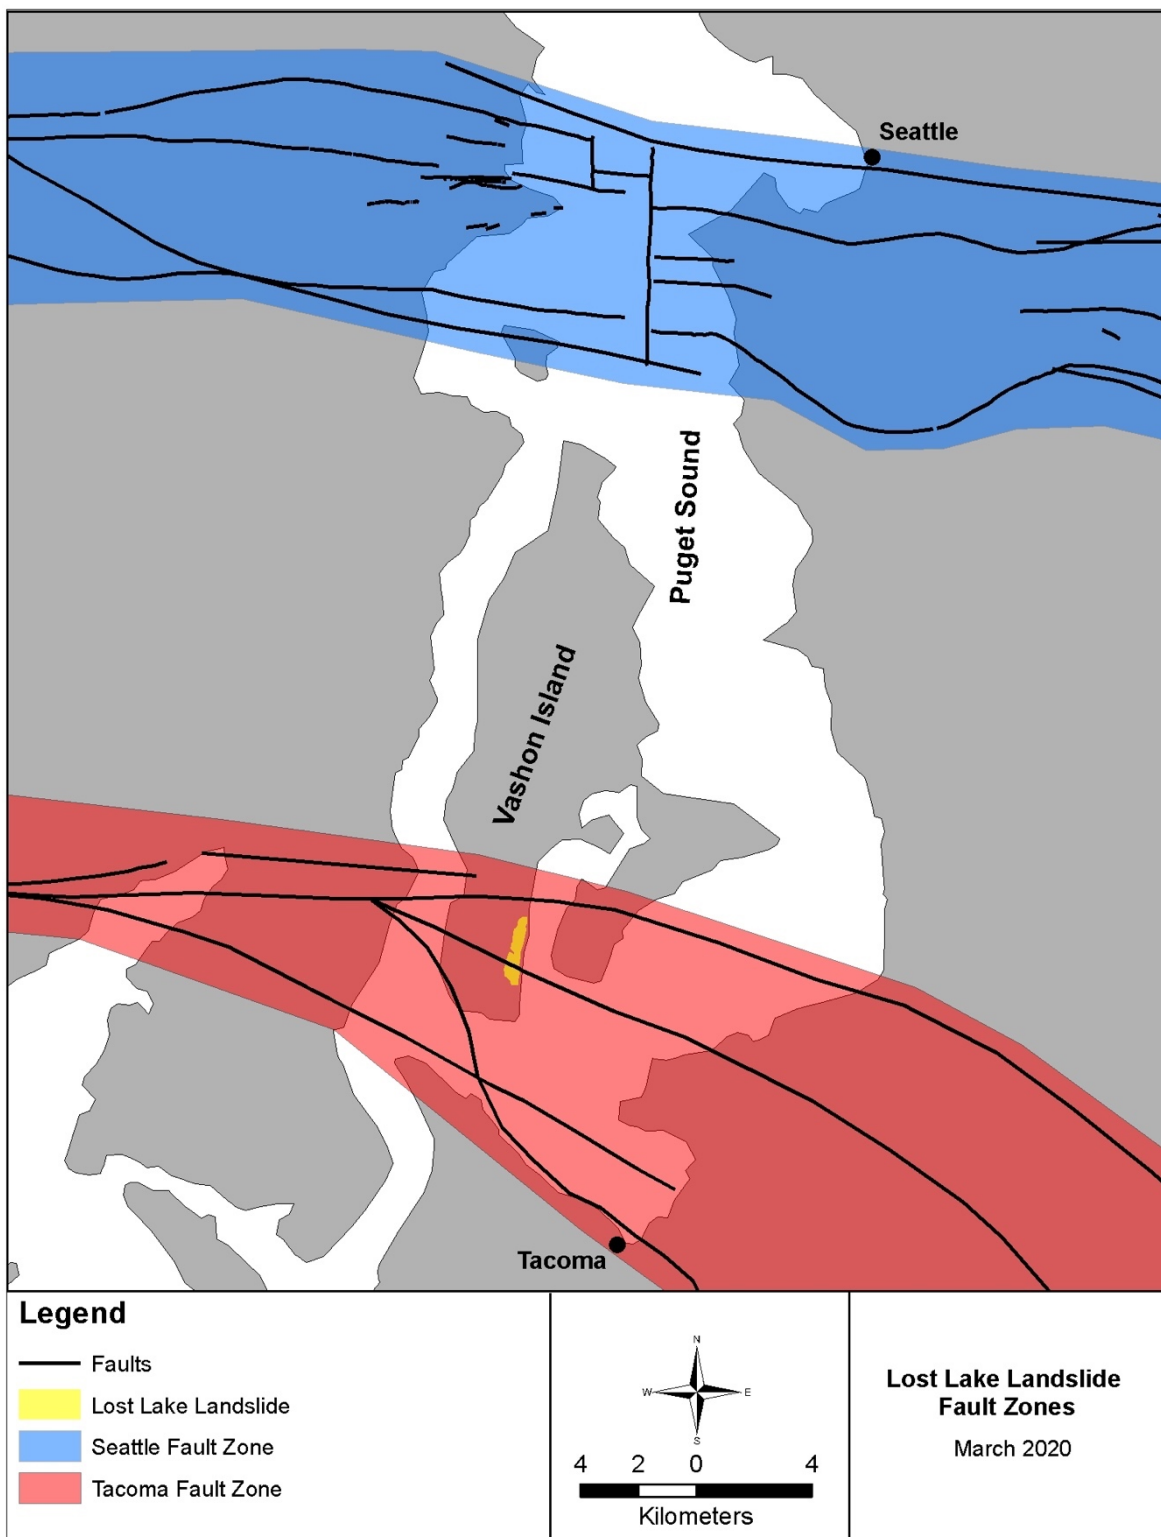 Seattle
Puget Sound
Vashon Island
Tacoma
Legend
Faults
Lost Lake Landslide
Seattle Fault Zone
Tacoma Fault Zone
N
W
E
S
4 2 0 4
Kilometers
Lost Lake Landslide
Fault Zones
March 2020